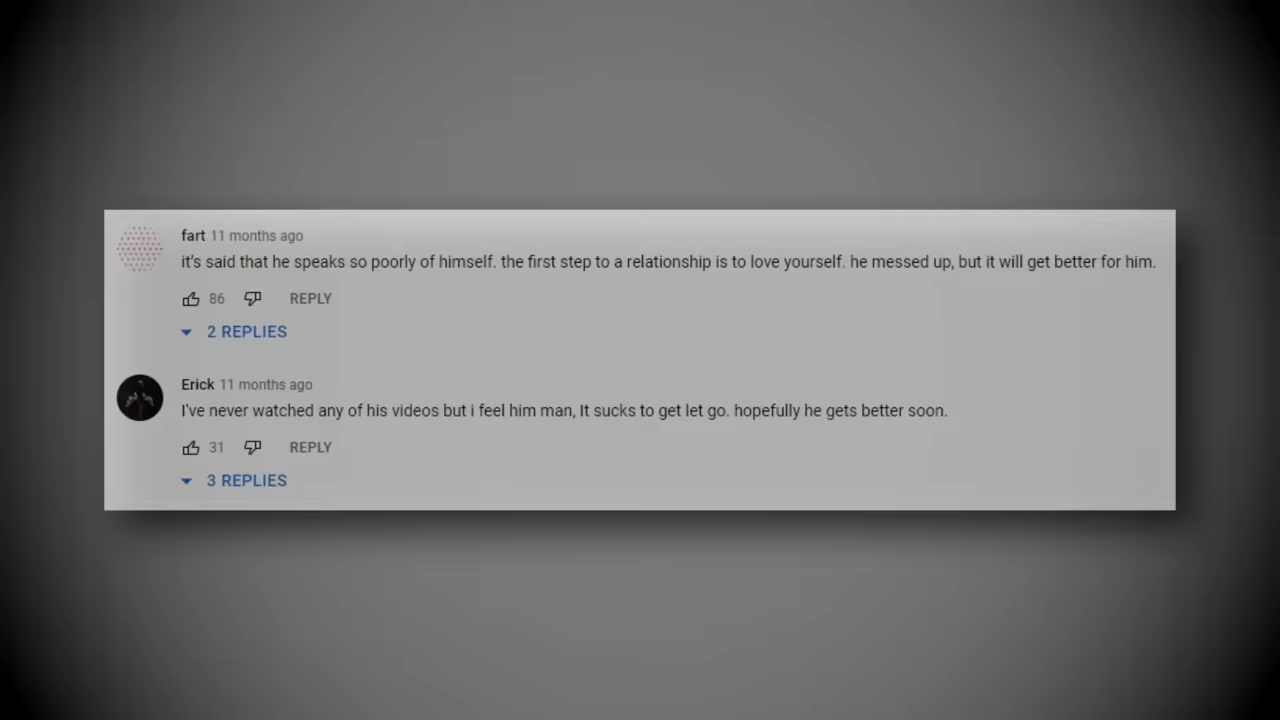 fart 11 months ago
it's said that he speaks so poorly of himself. the first step to a relationship is to love yourself. he messed up, but it will get better for him.
86 REPLY
2 REPLIES
Erick 11 months ago
I've never watched any of his videos but i feel him man, It sucks to get let go. hopefully he gets better soon.
31 REPLY
3 REPLIES